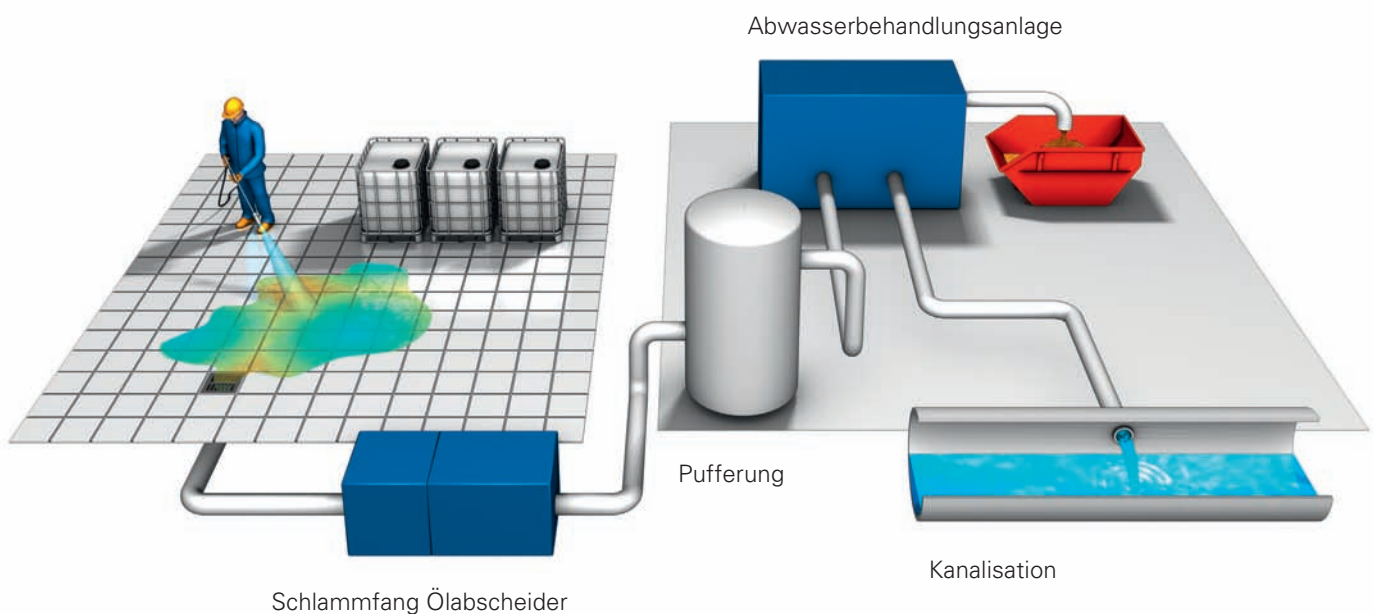 Abwasserbehandlungsanlage
Pufferung
Kanalisation
Schlammfang Ölabscheider